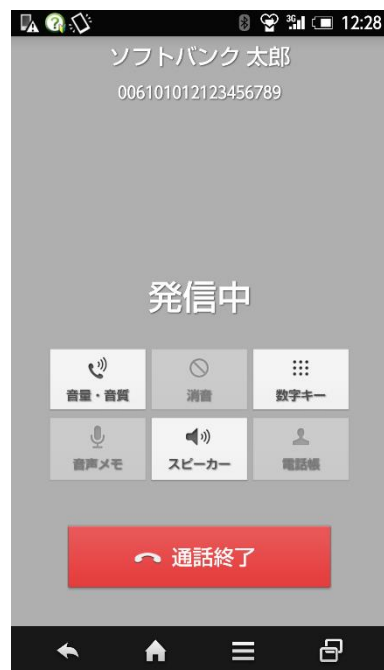 3G 12:28
ソフトバンク 太郎
006101012123456789
発信中
音量・音質 消音 数字キー
音声メモ スピーカー 電話帳
通話終了